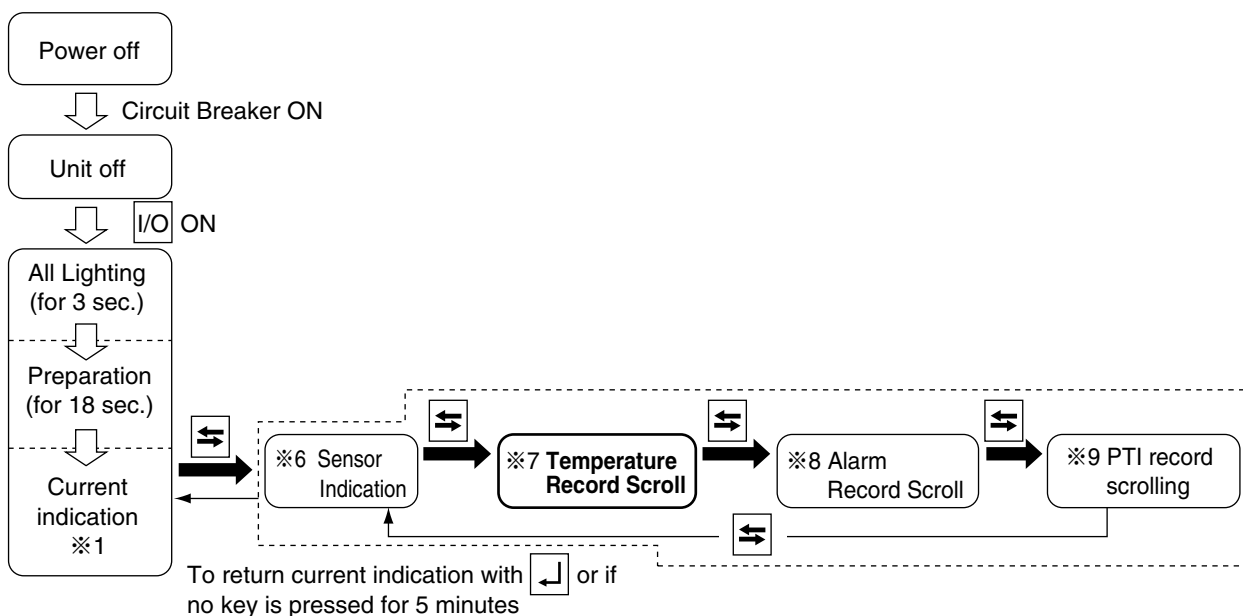 Power off
Circuit Breaker ON
Unit off
I/O ON
All Lighting
(for 3 sec.)
Preparation
(for 18 sec.)
Current
indication
※1
※6 Sensor
Indication
※7 Temperature
Record Scroll
※8 Alarm
Record Scroll
※9 PTI record
scrolling
To return current indication with ↵ or if
no key is pressed for 5 minutes